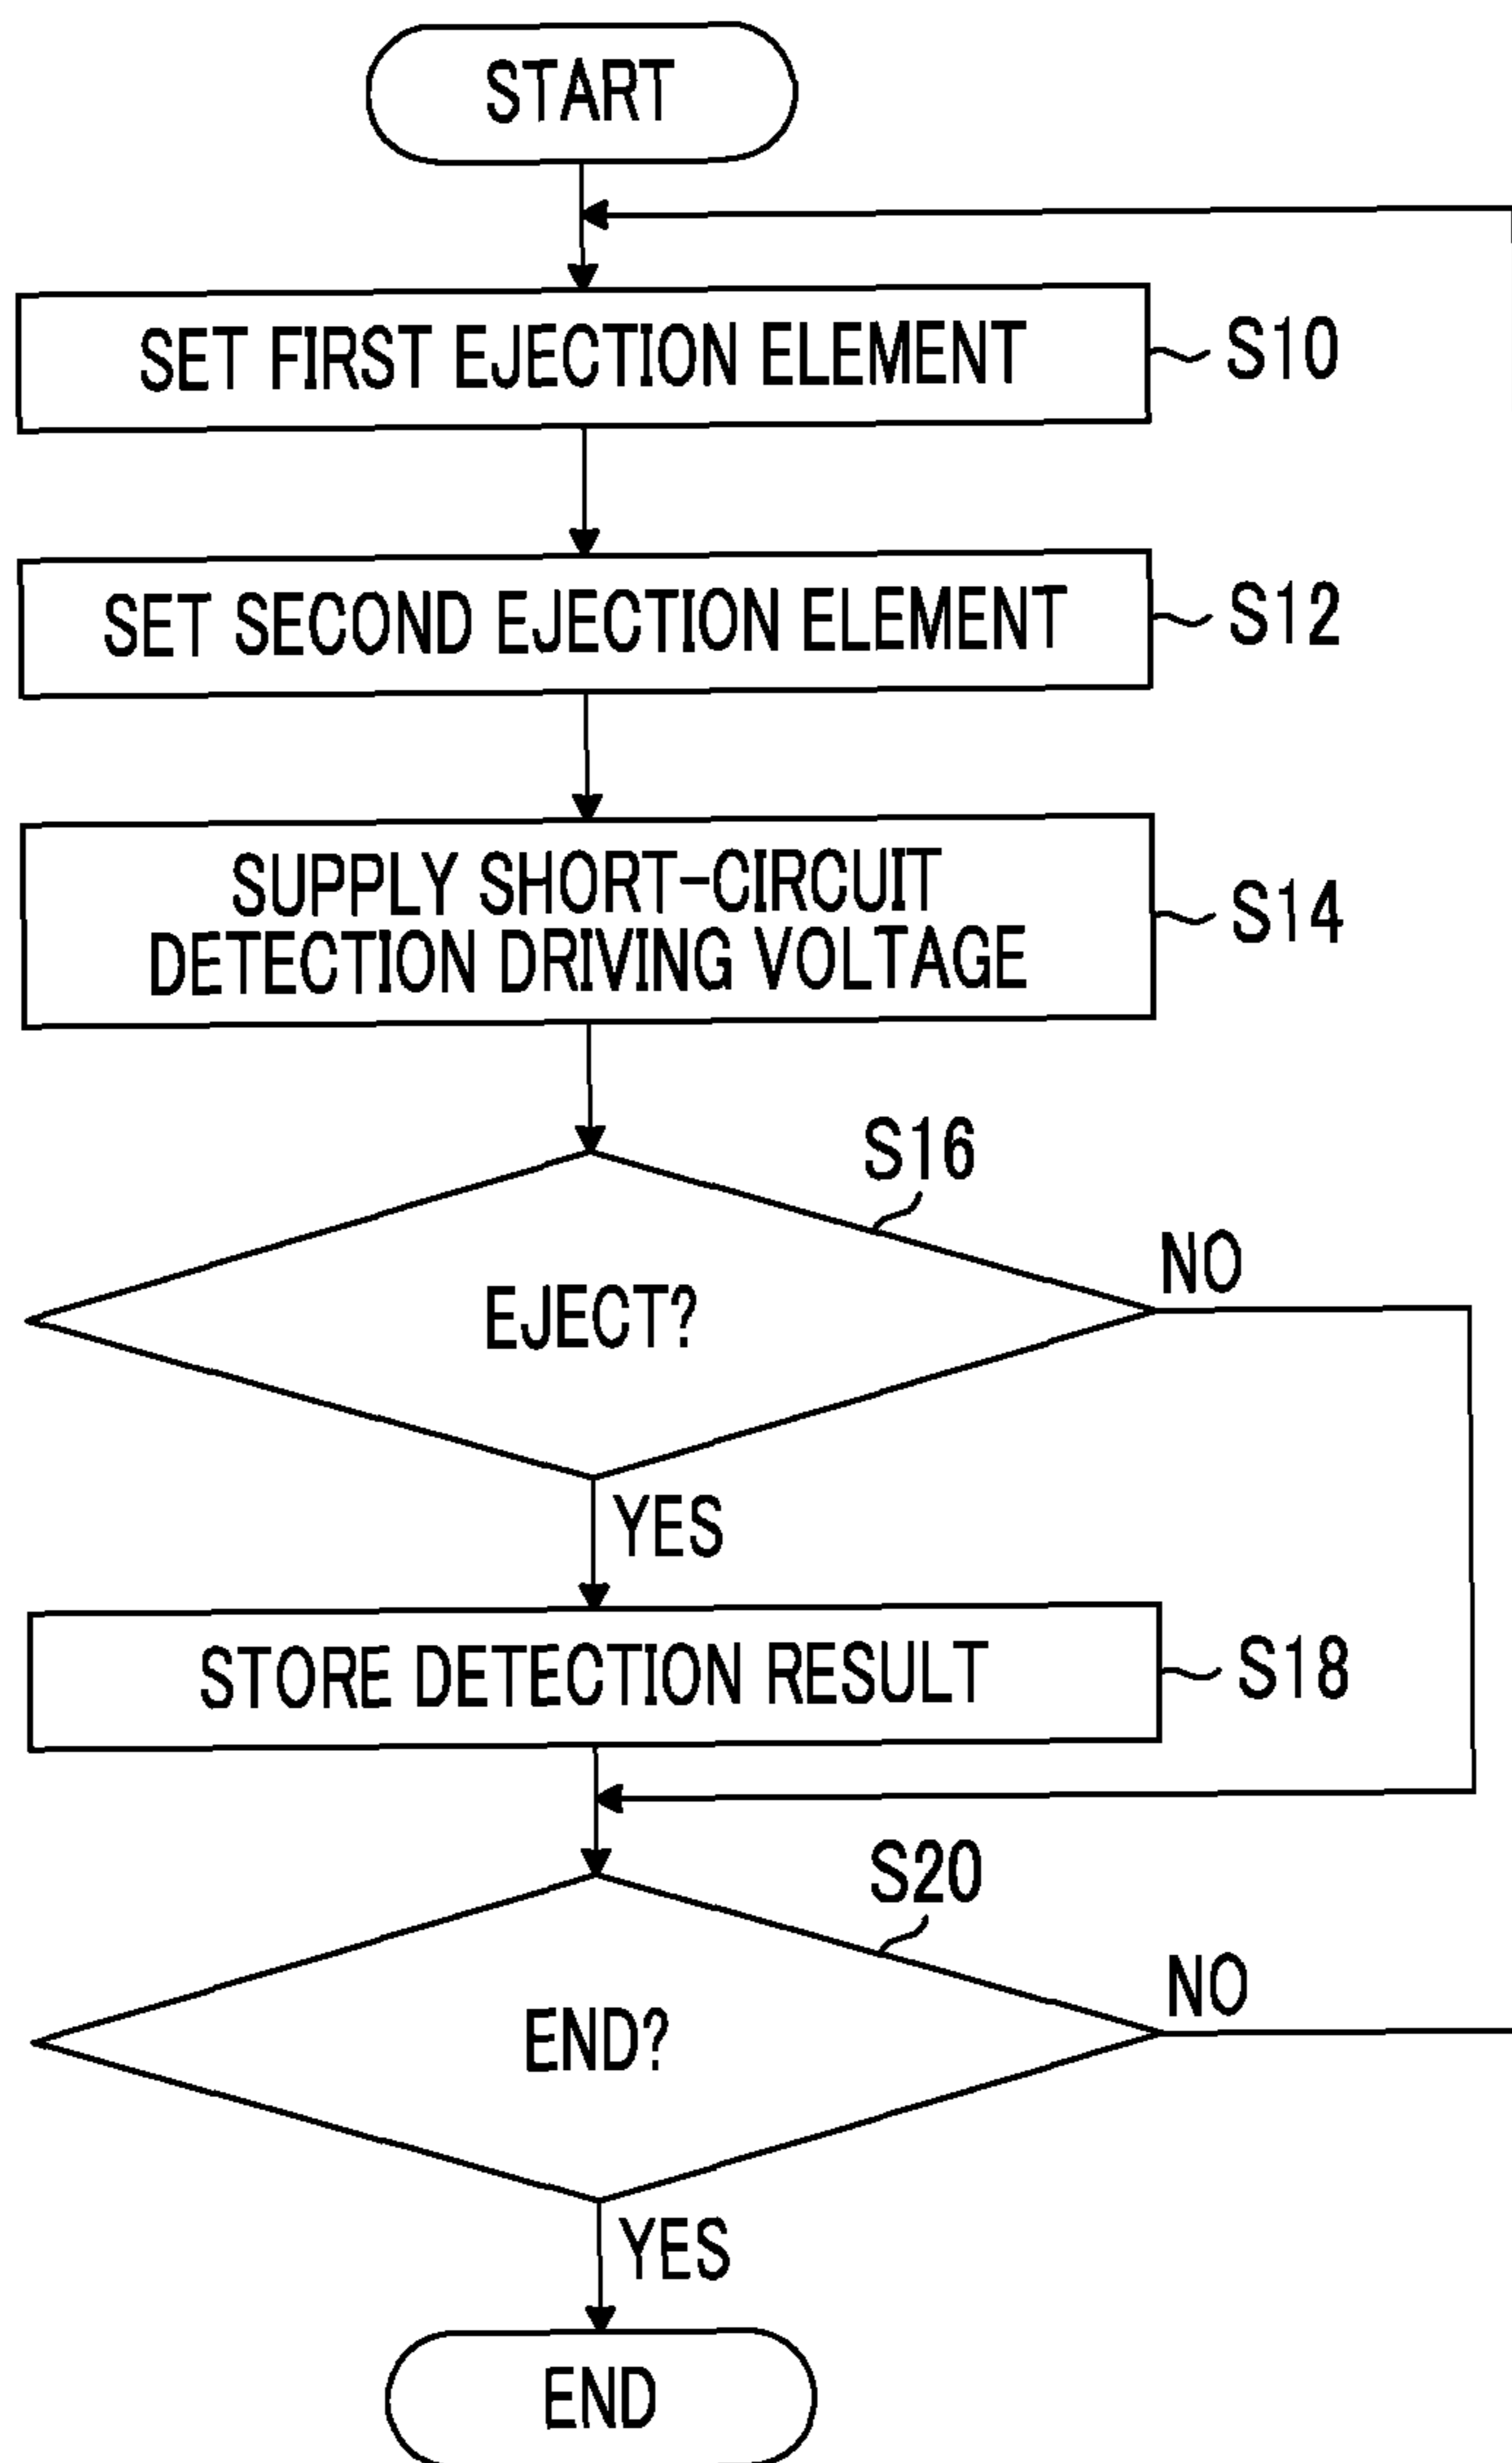 START
SET FIRST EJECTION ELEMENT
S10
SET SECOND EJECTION ELEMENT
S12
SUPPLY SHORT-CIRCUIT
DETECTION DRIVING VOLTAGE
S14
S16
EJECT?
NO
YES
STORE DETECTION RESULT
S18
S20
END?
NO
YES
END